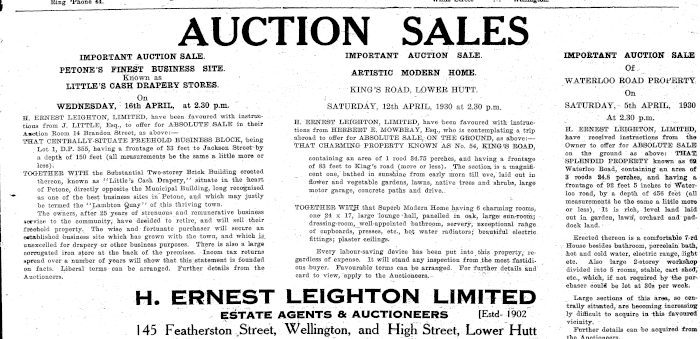 Ring 'Phone 44.
AUCTION SALES
IMPORTANT AUCTION SALE.
PETONE'S FINEST BUSINESS SITE.
Known as
LITTLE'S CASH DRAPERY STORES.
On
WEDNESDAY, 16th APRIL, at 2.30 p.m.
H. ERNEST LEIGHTON, LIMITED, have been favoured with instruc-
tions from J. LITTLE, Esq., to offer for ABSOLUTE SALE in their
Auction Room 14 Brandon Street, as above:—
THAT CENTRALLY-SITUATE FREEHOLD BUSINESS BLOCK, being
Lot 1, D.P. 355, having a frontage of 33 feet to Jackson Street by
a depth of 150 feet (all measurements be the same a little more or
less).
TOGETHER WITH the Substantial Two-storey Brick Building erected
thereon, known as "Little's Cash Drapery," situate in the heart
of Petone, directly opposite the Municipal Building, long recognised
as one of the best business sites in Petone, and which may justly
be termed the "Lambton Quay" of this thriving town.
The owners, after 25 years of strenuous and remunerative business
service to the community, have decided to retire, and will sell their
freehold property. The wise and fortunate purchaser will secure an
established business site which has grown with the town, and which is
unexcelled for drapery or other business purposes. There is also a large
corrugated iron store at the back of the premises. Income tax returns
spread over a number of years will show that this statement is founded
on facts. Liberal terms can be arranged. Further details from the
Auctioneers.
IMPORTANT AUCTION SALE.
ARTISTIC MODERN HOME.
KING'S ROAD, LOWER HUTT.
SATURDAY, 12th APRIL, 1930 at 2.30 p.m.
H. ERNEST LEIGHTON, LIMITED, have been favoured with instruc-
tions from HERBERT E. MOWBRAY, Esq., who is contemplating a trip
abroad to offer for ABSOLUTE SALE, ON THE GROUND, as above:—
THAT CHARMING PROPERTY KNOWN AS No. 54, KING'S ROAD,
containing an area of 1 rood 24.75 perches, and having a frontage
of 83 feet to King's road (more or less). The section is a magnifi-
cent one, bathed in sunshine from early morn till eve, laid out in
flower and vegetable gardens, lawns, native trees and shrubs, large
motor garage, concrete paths and drive.
TOGETHER WITH that Superb Modern Home having 6 charming rooms,
one 24 x 17, large lounge hall, panelled in oak, large sun-room;
dressing-room, well-appointed bathroom, servery, exceptional range
of cupboards, presses, etc., hot water radiators; beautiful electric
fittings; plaster ceilings.
Every labour-saving device has been put into this property, re-
gardless of expense. It will stand any inspection from the most fastidi-
ous buyer. Favourable terms can be arranged. For further details and
card to view, apply to the Auctioneers.
H. ERNEST LEIGHTON LIMITED
ESTATE AGENTS & AUCTIONEERS [Estd- 1902
145 Featherston Street, Wellington, and High Street, Lower Hutt
IMPORTANT AUCTION SALE
Of
WATERLOO ROAD PROPERTY.
On
SATURDAY, 5th APRIL, 1930
At 2.30 p.m.
H. ERNEST LEIGHTON, LIMITED,
have received instructions from the
Owner to offer for ABSOLUTE SALE
on the ground as above: THAT
SPLENDID PROPERTY known as 69
Waterloo Road, containing an area of
3 roods 24.8 perches, and having a
frontage of 92 feet 5 inches to Water-
loo road, by a depth of 456 feet (all
measurements be the same a little more
or less). It is rich, level land laid
out in garden, lawn, orchard and pad-
dock land.
Erected thereon is a comfortable 7-rd
House besides bathroom, porcelain bath,
hot and cold water, electric range, light
etc. Also large 2-storey workshop
divided into 5 rooms, stable, cart shed,
etc., which, if not required by the pur-
chaser could be let at 30s per week.
Large sections of this area, so cen-
trally situated, are becoming increasing-
ly difficult to acquire in this favoured
vicinity.
Further details can be acquired from
the Auctioneers.